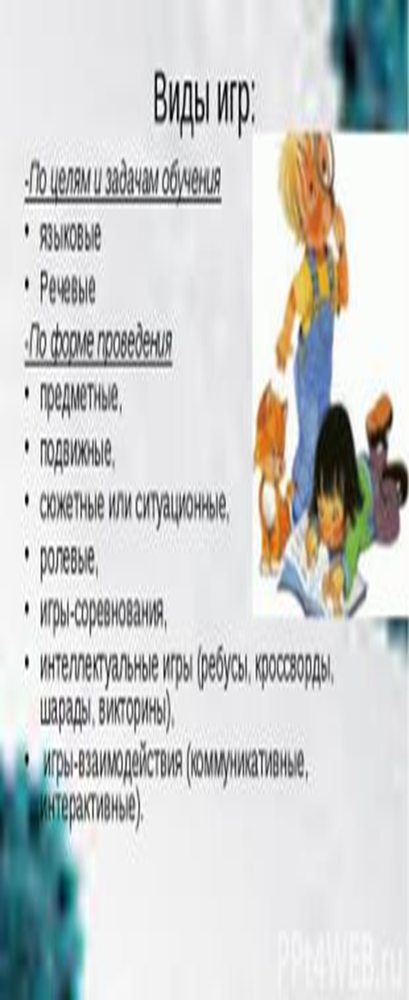 Виды игр:
-По целям и задачам обучения
• языковые
• Речевые
-По форме проведения
• предметные,
• подвижные,
• сюжетные или ситуационные,
• ролевые,
• игры-соревнования,
• интеллектуальные игры (ребусы, кроссворды,
шарады, викторины),
• игры-взаимодействия (коммуникативные,
интерактивные).
PPt4WEB.ru